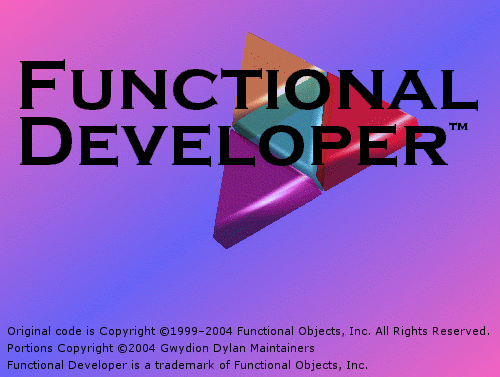 FUNCTIONAL
DEVELOPER™
Original code is Copyright ©1999–2004 Functional Objects, Inc. All Rights Reserved.
Portions Copyright ©2004 Gwydion Dylan Maintainers
Functional Developer is a trademark of Functional Objects, Inc.